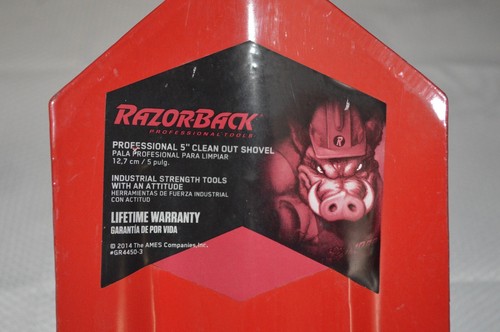 RAZOR-BACK
PROFESSIONAL TOOLS
PROFESSIONAL 5" CLEAN OUT SHOVEL
PALA PROFESIONAL PARA LIMPIAR
12,7 cm / 5 pulg.
INDUSTRIAL STRENGTH TOOLS
WITH AN ATTITUDE
HERRAMIENTAS DE FUERZA INDUSTRIAL
CON ACTITUD
LIFETIME WARRANTY
GARANTÍA DE POR VIDA
© 2014 The AMES Companies, Inc.
#GR4450-3